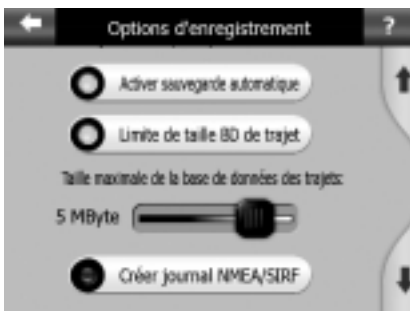 Options d'enregistrement ?
Activer sauvegarde automatique
Limite de taille BD de trajet
Taille maximale de la base de données des trajets:
5 MByte
Créer journal NMEA/SIRF